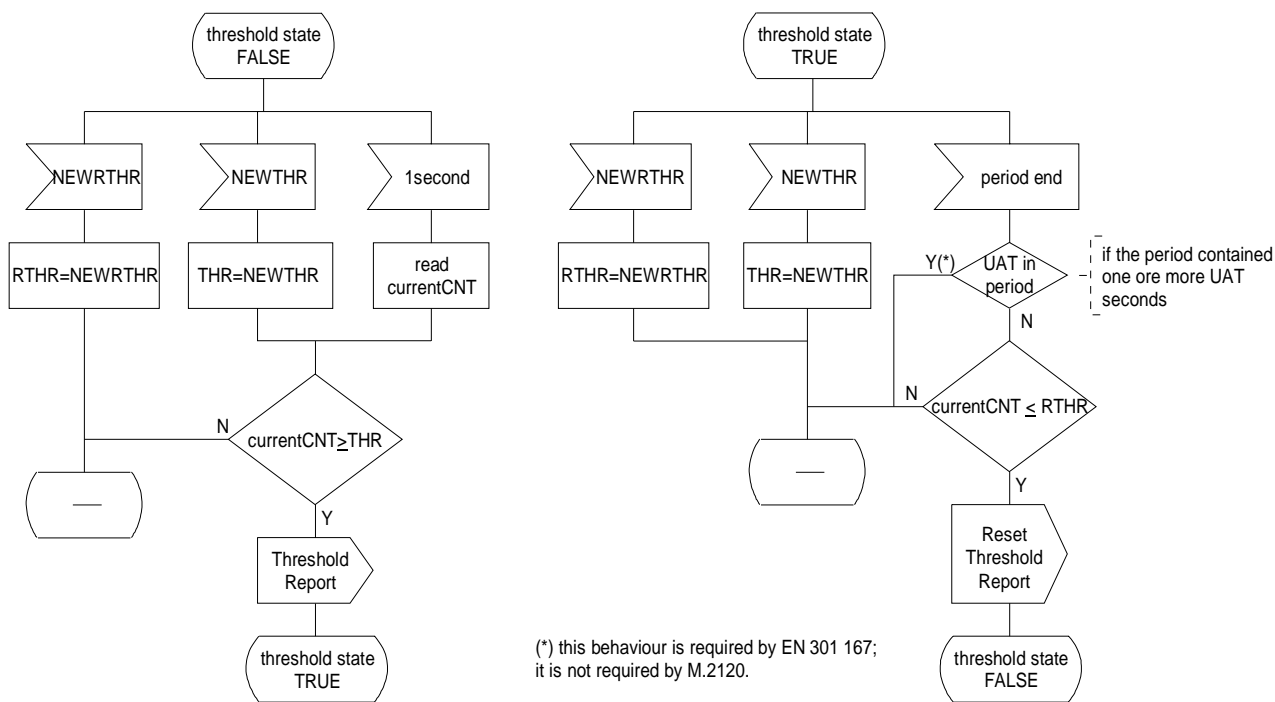 threshold state
FALSE
NEWRTHR
NEWTHR
1second
RTHR=NEWRTHR
THR=NEWTHR
read
currentCNT
N
currentCNT≥THR
Y
Threshold
Report
threshold state
TRUE
threshold state
TRUE
NEWRTHR
NEWTHR
period end
RTHR=NEWRTHR
THR=NEWTHR
Y(*)
UAT in
period
if the period contained
one ore more UAT
seconds
N
N
currentCNT ≤ RTHR
Y
Reset
Threshold
Report
threshold state
FALSE
(*) this behaviour is required by EN 301 167;
it is not required by M.2120.